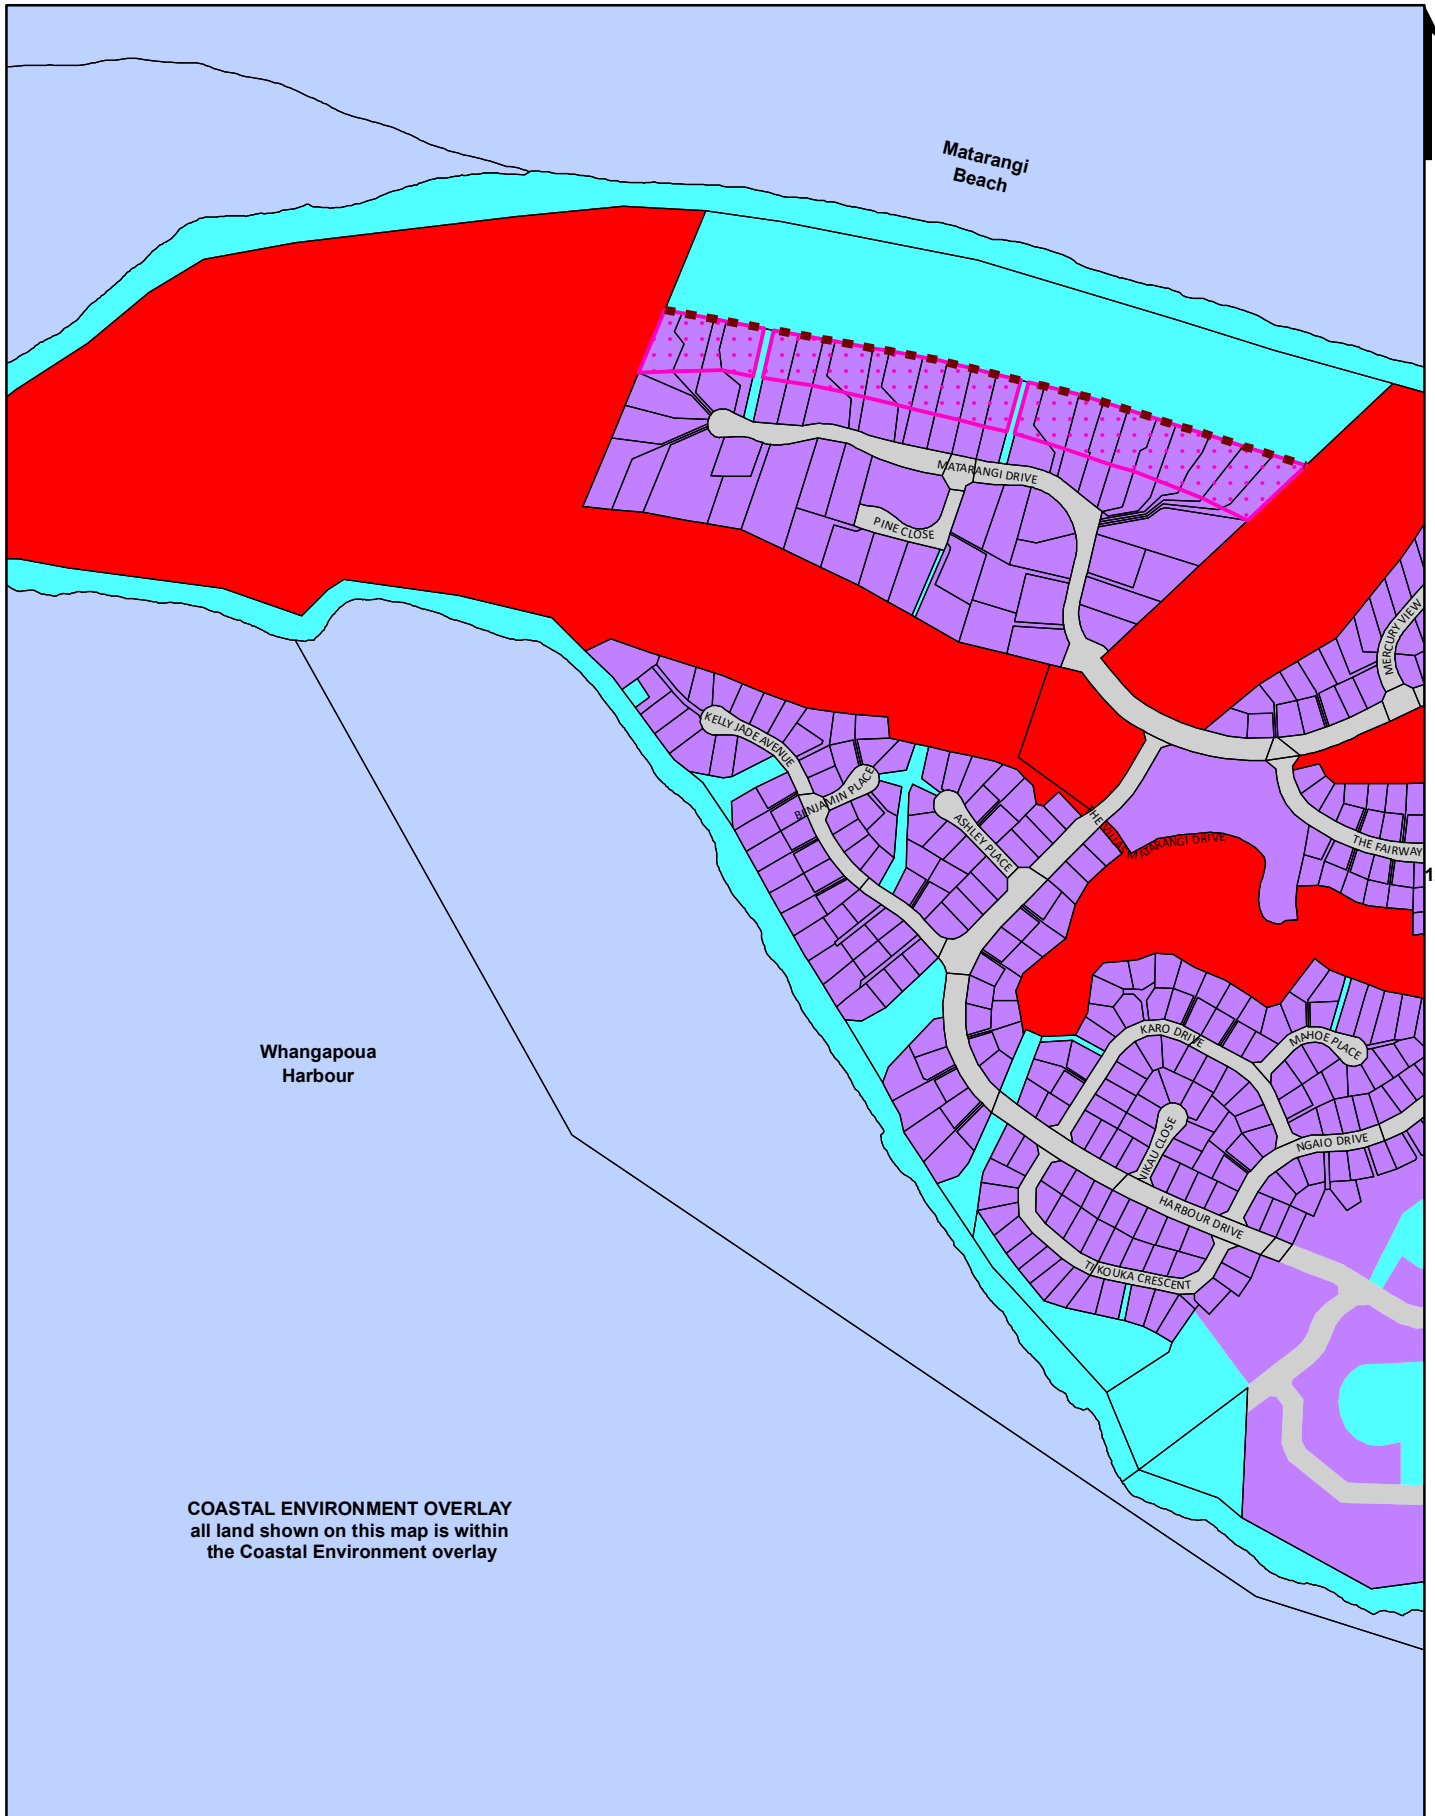 Matarangi
Beach
MATARANGI DRIVE
PINE CLOSE
MERCURY VIEW
KELLY JADE AVENUE
BENJAMIN PLACE
ASHLEY PLACE
MATARANGI DRIVE
THE FAIRWAY
1
KARO DRIVE
MAHOE PLACE
Whangapoua
Harbour
NIKAU CLOSE
NGAIO DRIVE
HARBOUR DRIVE
TI KOUKA CRESCENT
COASTAL ENVIRONMENT OVERLAY
all land shown on this map is within
the Coastal Environment overlay